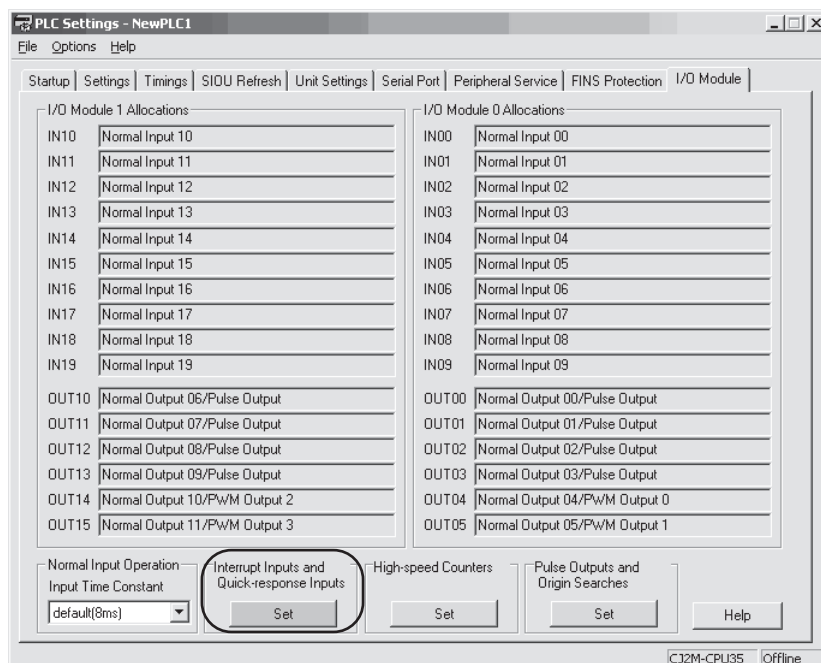 PLC Settings - NewPLC1
File Options Help
Startup Settings Timings SIOU Refresh Unit Settings Serial Port Peripheral Service FINS Protection I/O Module
I/O Module 1 Allocations
IN10 Normal Input 10
IN11 Normal Input 11
IN12 Normal Input 12
IN13 Normal Input 13
IN14 Normal Input 14
IN15 Normal Input 15
IN16 Normal Input 16
IN17 Normal Input 17
IN18 Normal Input 18
IN19 Normal Input 19
OUT10 Normal Output 06/Pulse Output
OUT11 Normal Output 07/Pulse Output
OUT12 Normal Output 08/Pulse Output
OUT13 Normal Output 09/Pulse Output
OUT14 Normal Output 10/PWM Output 2
OUT15 Normal Output 11/PWM Output 3
I/O Module 0 Allocations
IN00 Normal Input 00
IN01 Normal Input 01
IN02 Normal Input 02
IN03 Normal Input 03
IN04 Normal Input 04
IN05 Normal Input 05
IN06 Normal Input 06
IN07 Normal Input 07
IN08 Normal Input 08
IN09 Normal Input 09
OUT00 Normal Output 00/Pulse Output
OUT01 Normal Output 01/Pulse Output
OUT02 Normal Output 02/Pulse Output
OUT03 Normal Output 03/Pulse Output
OUT04 Normal Output 04/PWM Output 0
OUT05 Normal Output 05/PWM Output 1
Normal Input Operation
Input Time Constant
default(8ms)
Interrupt Inputs and
Quick-response Inputs
Set
High-speed Counters
Set
Pulse Outputs and
Origin Searches
Set
Help
CJ2M-CPU35 Offline